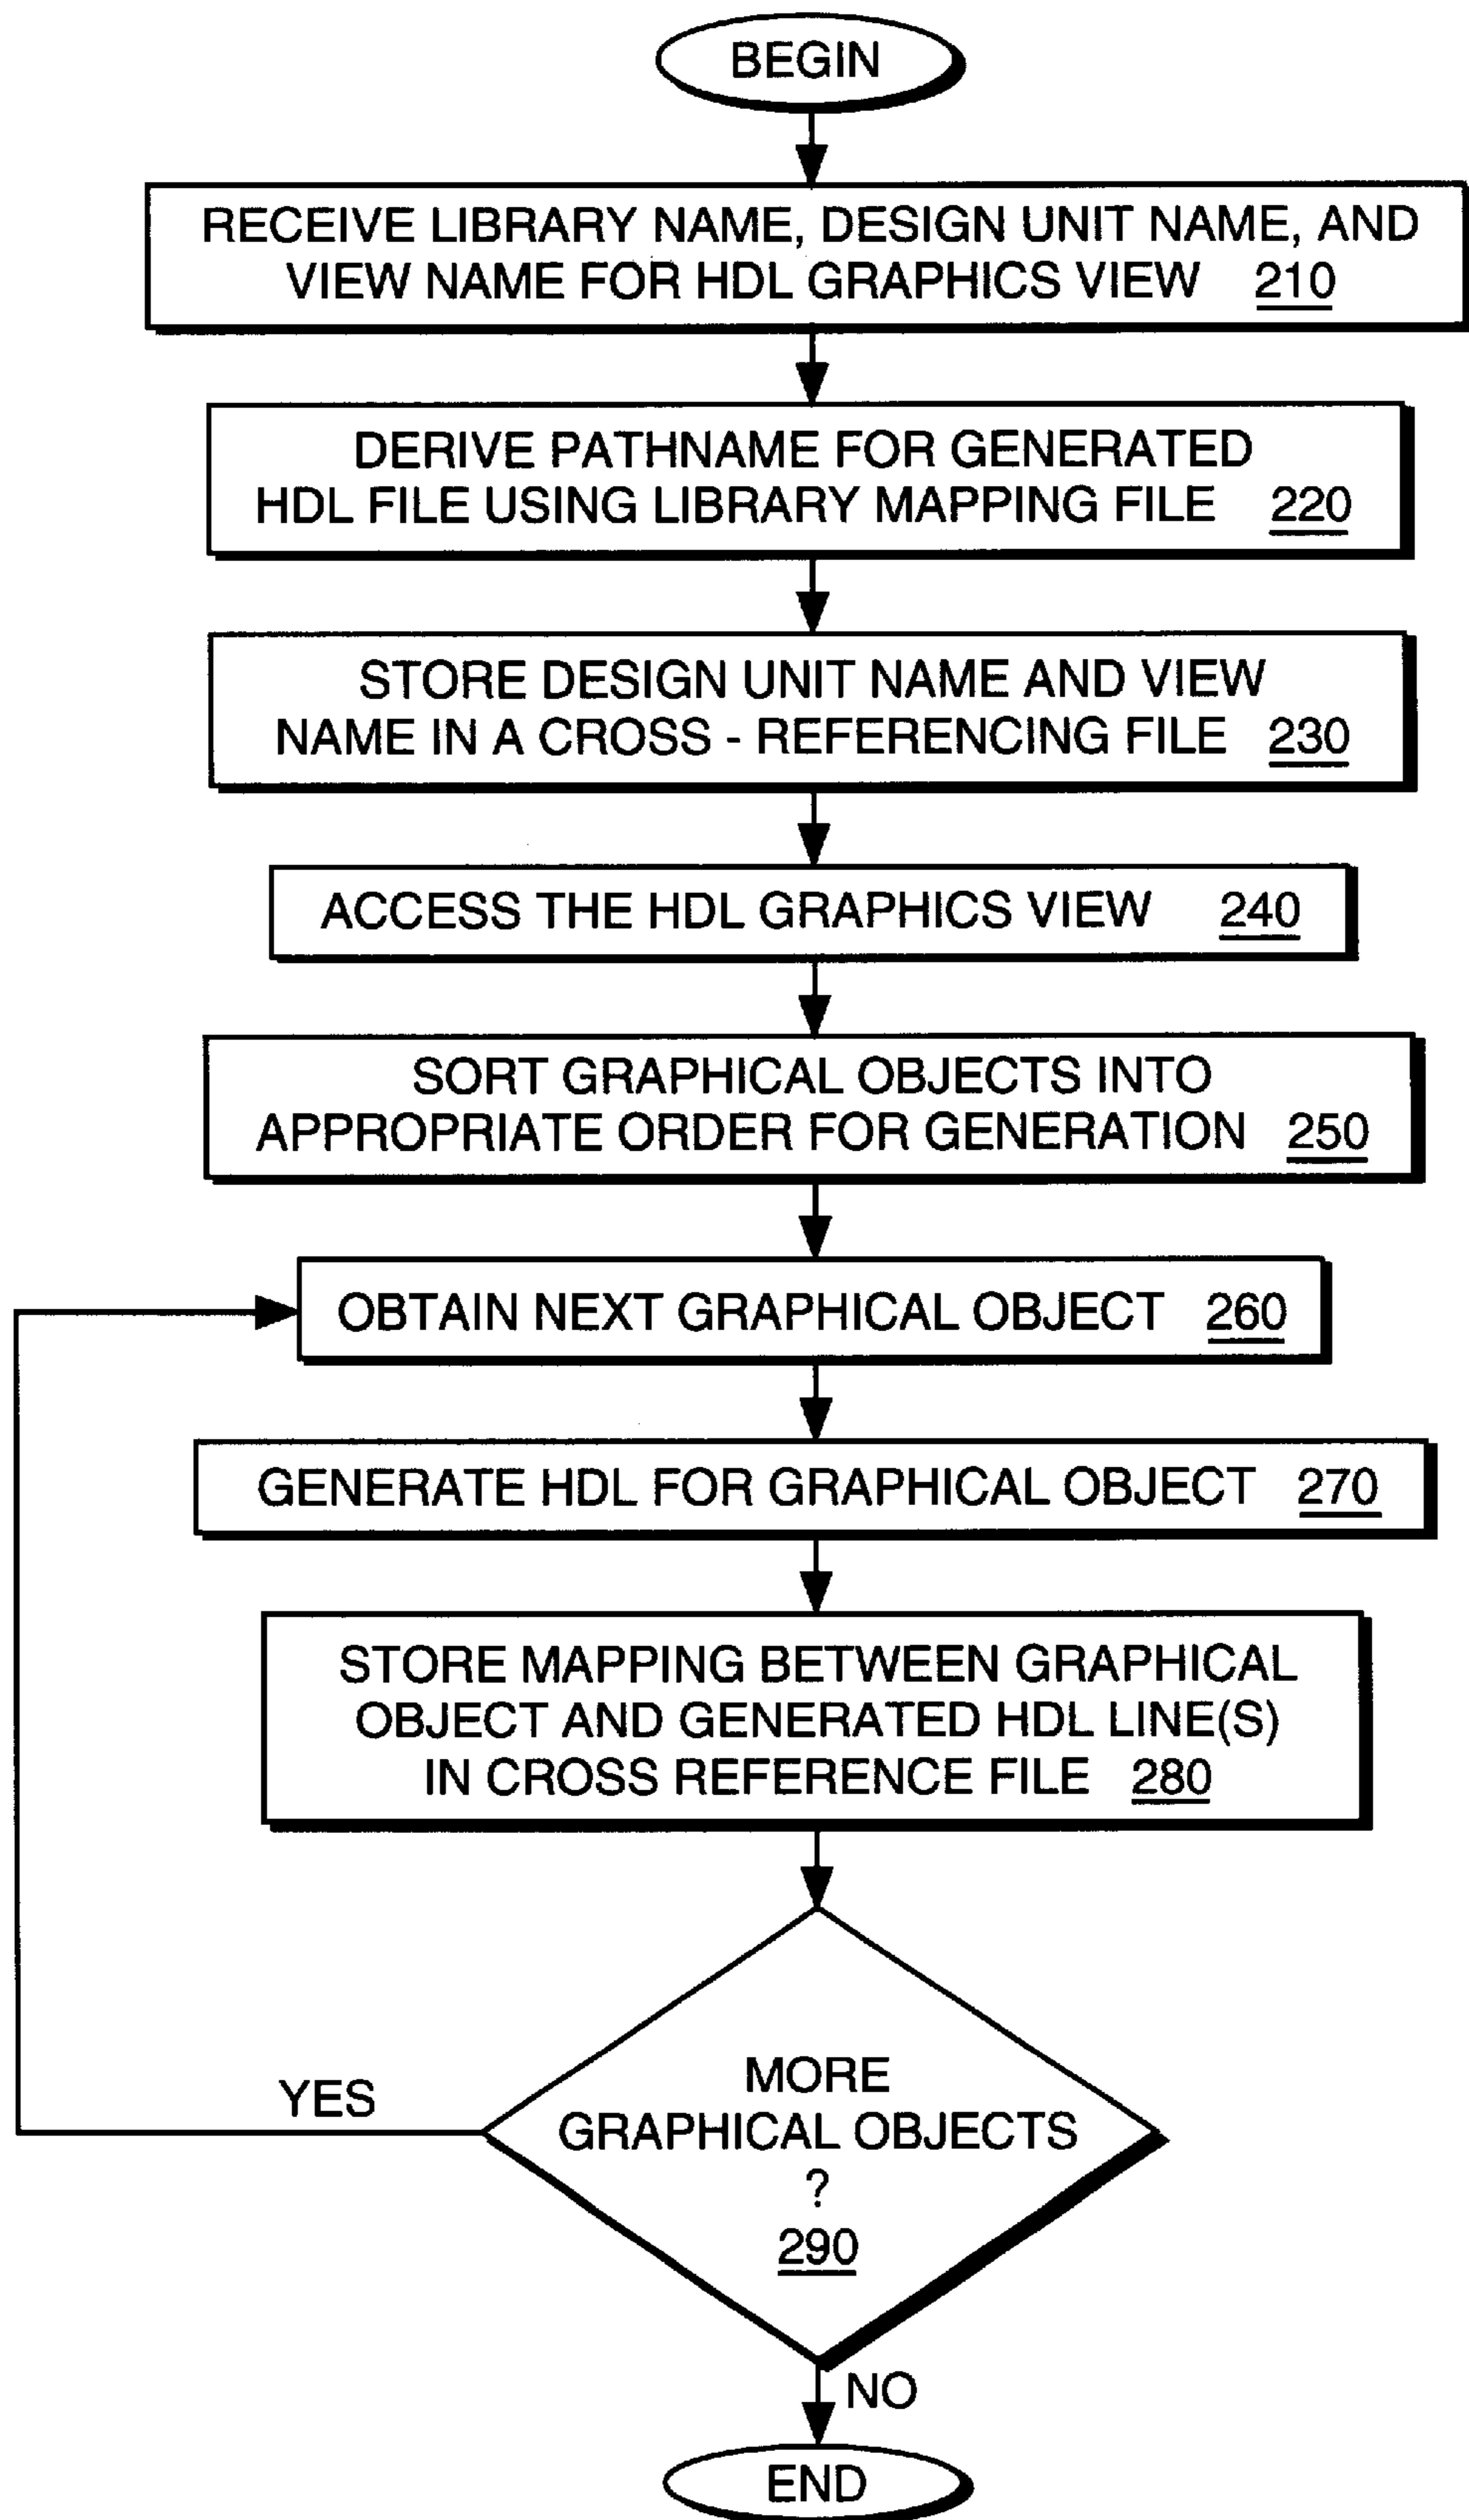 BEGIN
RECEIVE LIBRARY NAME, DESIGN UNIT NAME, AND
VIEW NAME FOR HDL GRAPHICS VIEW 210
DERIVE PATHNAME FOR GENERATED
HDL FILE USING LIBRARY MAPPING FILE 220
STORE DESIGN UNIT NAME AND VIEW
NAME IN A CROSS - REFERENCING FILE 230
ACCESS THE HDL GRAPHICS VIEW 240
SORT GRAPHICAL OBJECTS INTO
APPROPRIATE ORDER FOR GENERATION 250
OBTAIN NEXT GRAPHICAL OBJECT 260
GENERATE HDL FOR GRAPHICAL OBJECT 270
STORE MAPPING BETWEEN GRAPHICAL
OBJECT AND GENERATED HDL LINE(S)
IN CROSS REFERENCE FILE 280
YES
MORE
GRAPHICAL OBJECTS
?
290
NO
END